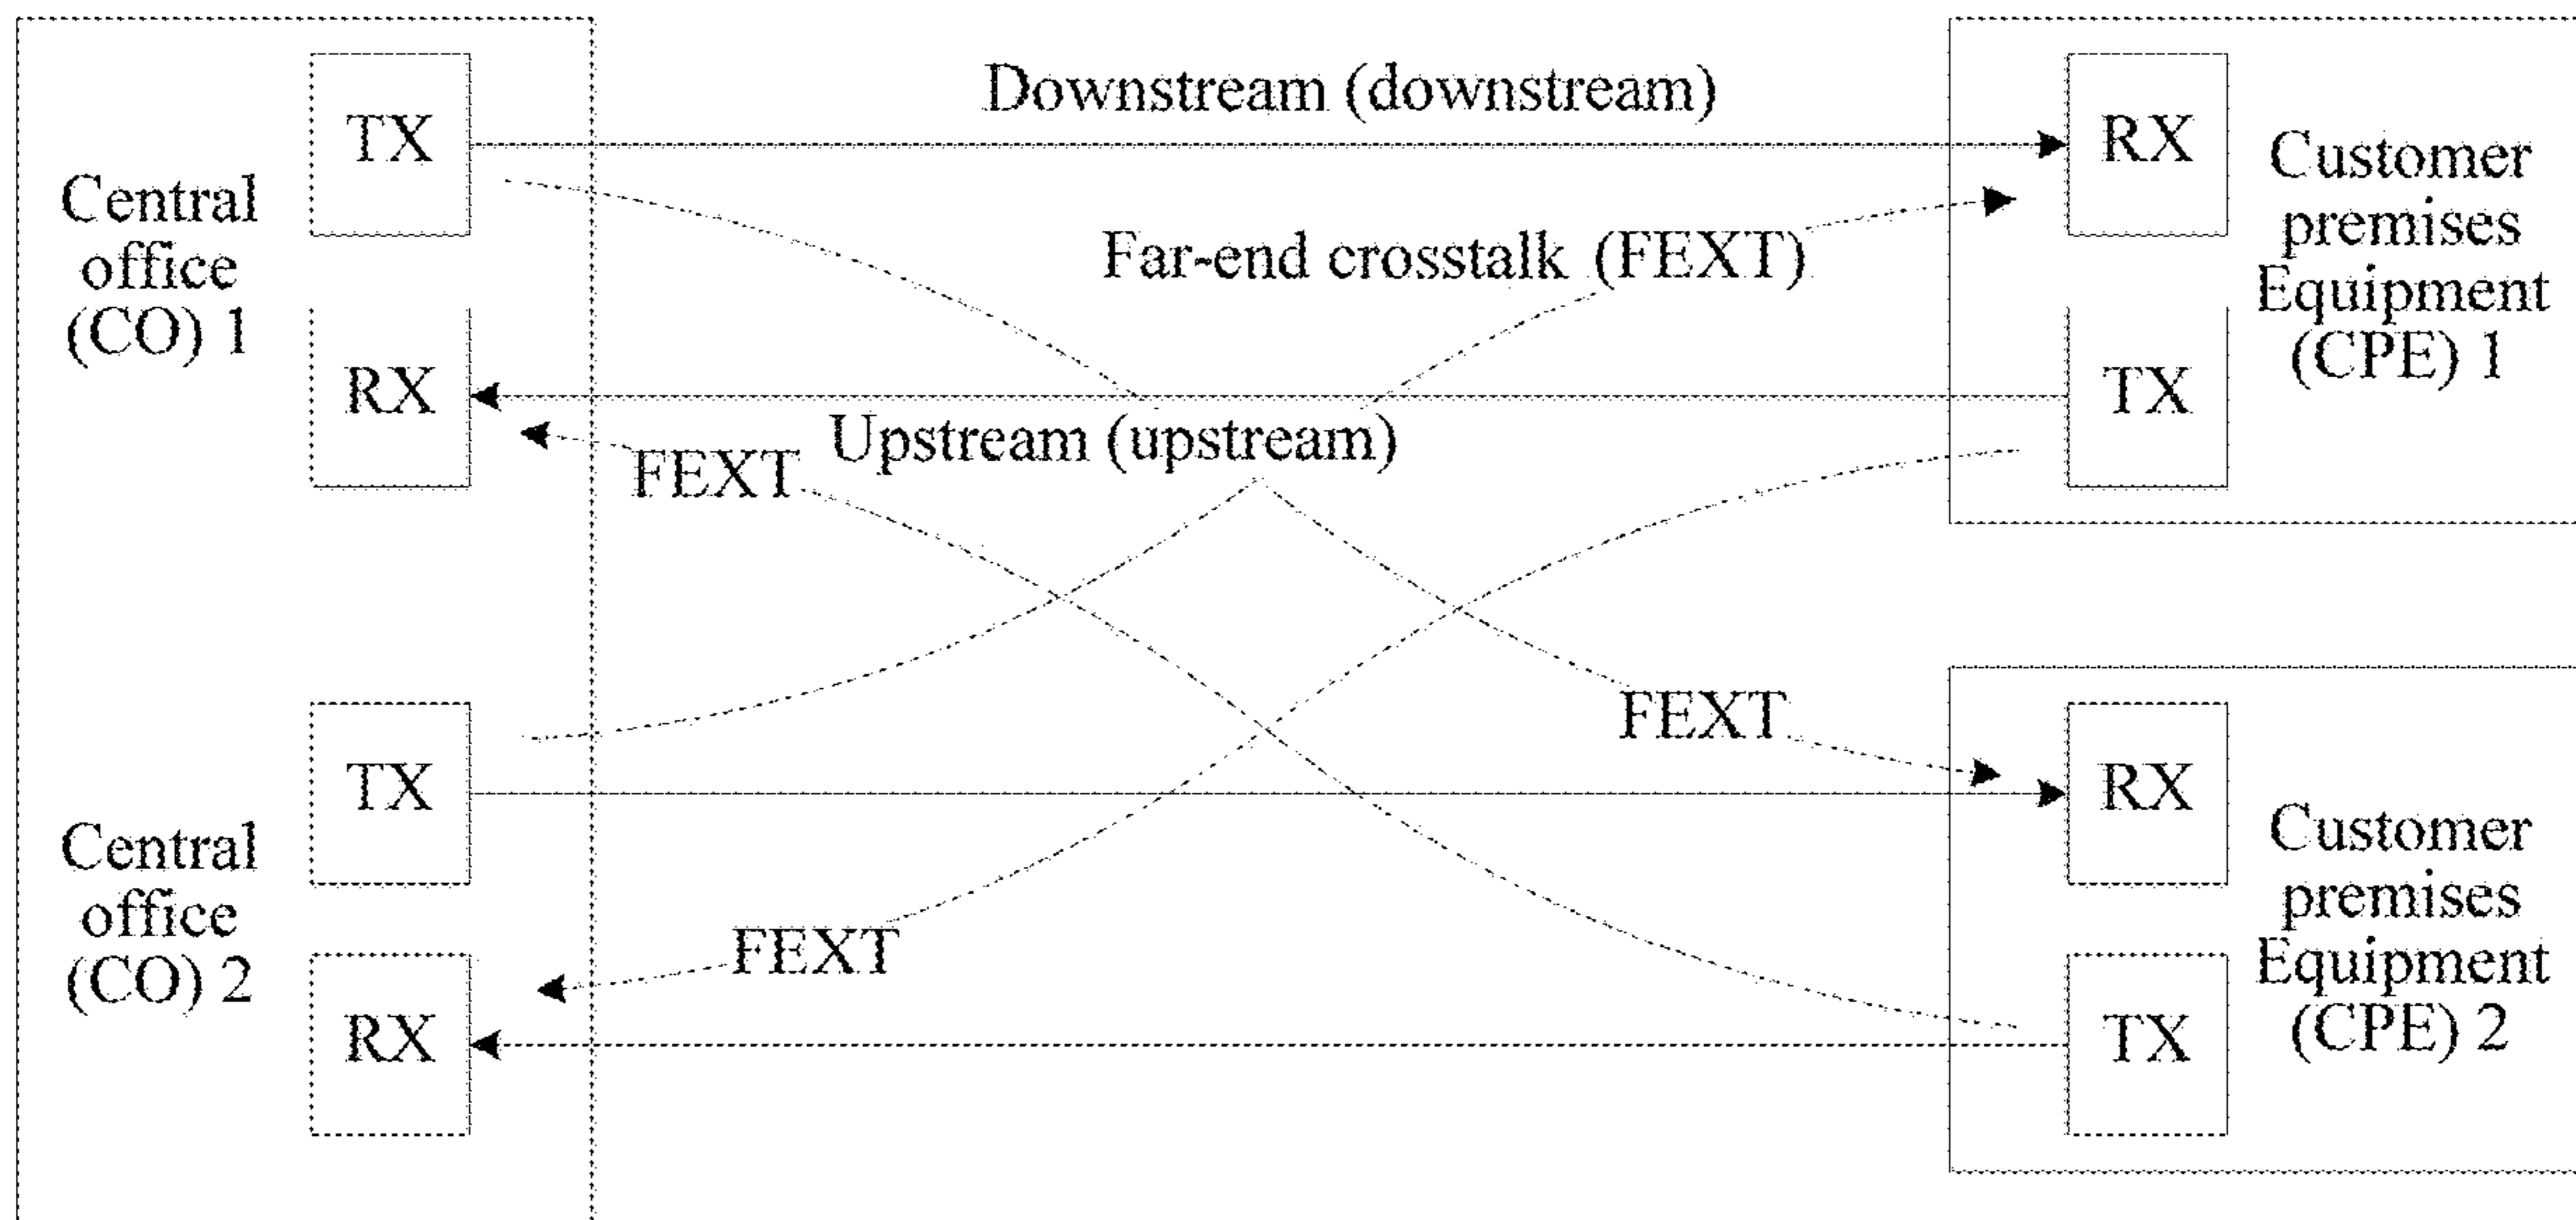 Downstream (downstream)
TX
RX
Central
office
(CO) 1
Customer
premises
Equipment
(CPE) 1
Far-end crosstalk (FEXT)
RX
TX
Upstream (upstream)
FEXT
FEXT
TX
RX
Central
office
(CO) 2
Customer
premises
Equipment
(CPE) 2
FEXT
RX
TX